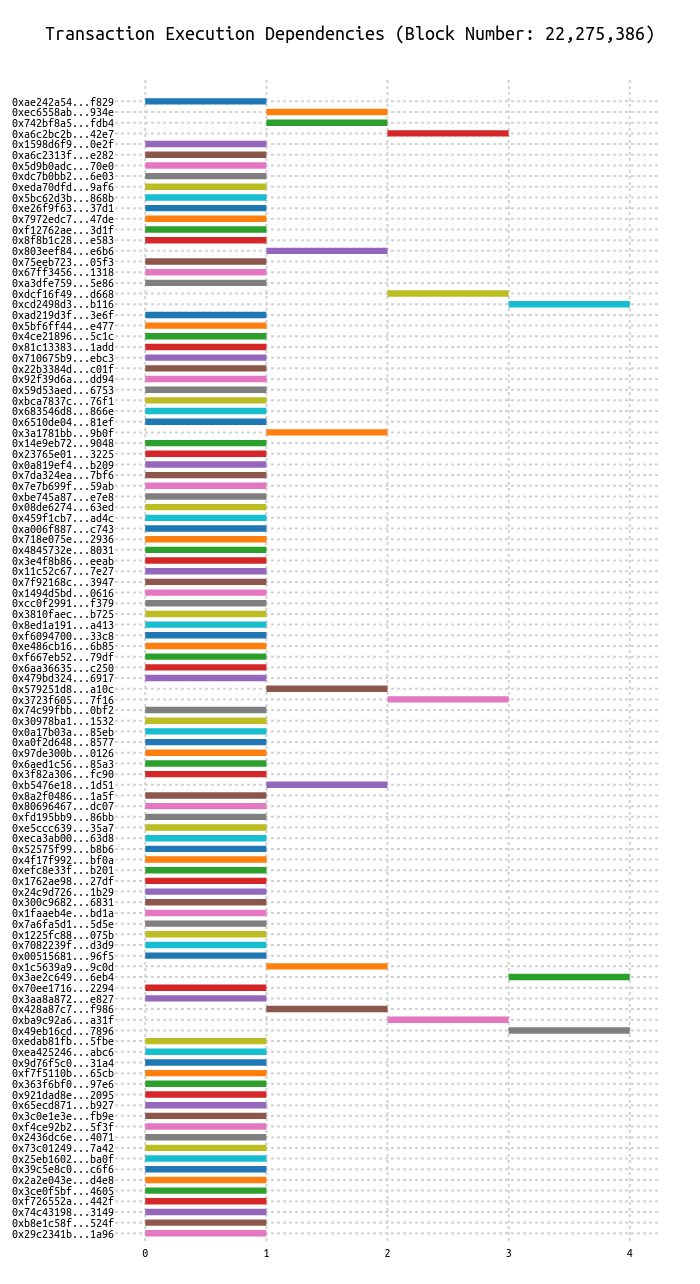 Transaction Execution Dependencies (Block Number: 22,275,386)
0xae242a54...f829
0xec6558ab...934e
0x742bf8a5...fdb4
0xa6c2bc2b...42e7
0x1598d6f9...0e2f
0xa6c2313f...e282
0x5d9b0adc...70e0
0xdc7b0bb2...6e03
0xeda70dfd...9af6
0x5bc62d3b...868b
0xe26f9f63...37d1
0x7972edc7...47de
0xf12762ae...3d1f
0x8f8b1c28...e583
0x803eef84...e6b6
0x75eeb723...05f3
0x67ff3456...1318
0xa3dfe759...5e86
0xdcf16f49...d668
0xcd2498d3...b116
0xad219d3f...3e6f
0x5bf6ff44...e477
0x4ce21896...5c1c
0x81c13383...1add
0x710675b9...ebc3
0x22b3384d...c01f
0x92f39d6a...dd94
0x59d53aed...6753
0xbca7837c...76f1
0x683546d8...866e
0x6510de04...81ef
0x3a1781bb...9b0f
0x14e9eb72...9048
0x23765e01...3225
0x0a819ef4...b209
0x7da324ea...7bf6
0x7e7b699f...59ab
0xbe745a87...e7e8
0x08de6274...63ed
0x459f1cb7...ad4c
0xa006f887...c743
0x718e075e...2936
0x4845732e...8031
0x3e4f8b86...eeab
0x11c52c67...7e27
0x7f92168c...3947
0x1494d5bd...0616
0xcc0f2991...f379
0x3810faec...b725
0x8ed1a191...a413
0xf6094700...33c8
0xe486cb16...6b85
0xf667eb52...79df
0x6aa36635...c250
0x479bd324...6917
0x579251d8...a10c
0x3723f605...7f16
0x74c99fbb...0bf2
0x30978ba1...1532
0x0a17b03a...85eb
0xa0f2d648...8577
0x97de300b...0126
0x6aed1c56...85a3
0x3f82a306...fc90
0xb5476e18...1d51
0x8a2f0486...1a5f
0x80696467...dc07
0xfd195bb9...86bb
0xe5ccc639...35a7
0xeca3ab00...63d8
0x52575f99...b8b6
0x4f17f992...bf0a
0xefc8e33f...b201
0x1762ae98...27df
0x24c9d726...1b29
0x300c9682...6831
0x1faaeb4e...bd1a
0x7a6fa5d1...5d5e
0x1225fc88...075b
0x7082239f...d3d9
0x00515681...96f5
0x1c5639a9...9c0d
0x3ae2c649...6eb4
0x70ee1716...2294
0x3aa8a872...e827
0x428a87c7...f986
0xba9c92a6...a31f
0x49eb16cd...7896
0xedab81fb...5fbe
0xea425246...abc6
0x9d76f5c0...31a4
0xf7f5110b...65cb
0x363f6bf0...97e6
0x921dad8e...2095
0x65ecd871...b927
0x3c0e1e3e...fb9e
0xf4ce92b2...5f3f
0x2436dc6e...4071
0x73c01249...7a42
0x25eb1602...ba0f
0x39c5e8c0...c6f6
0x2a2e043e...d4e8
0x3ce0f5bf...4605
0xf726552a...442f
0x74c43198...3149
0xb8e1c58f...524f
0x29c2341b...1a96
0 1 2 3 4